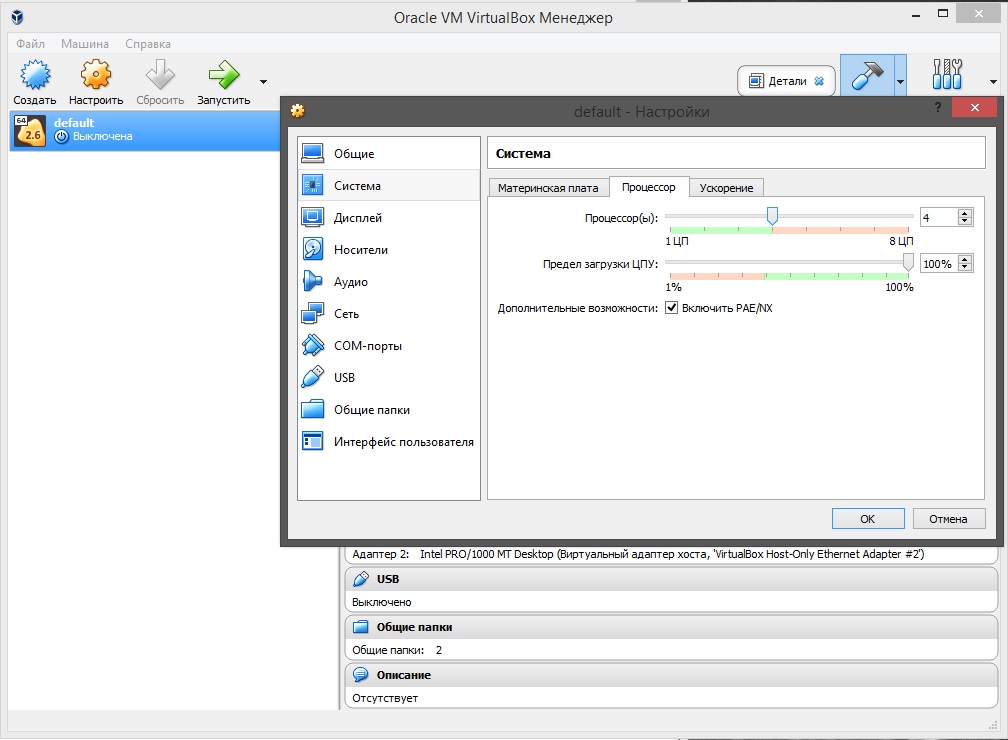 Oracle VM VirtualBox Менеджер
Файл Машина Справка
Создать Настроить Сбросить Запустить
Детали
64
2.6
default
Выключена
default - Настройки
?
Общие
Система
Дисплей
Носители
Аудио
Сеть
COM-порты
USB
Общие папки
Интерфейс пользователя
Система
Материнская плата Процессор Ускорение
Процессор(ы): 4
1 ЦП 8 ЦП
Предел загрузки ЦПУ: 100%
1% 100%
Дополнительные возможности: Включить PAE/NX
OK Отмена
Адаптер 2: Intel PRO/1000 MT Desktop (Виртуальный адаптер хоста, 'VirtualBox Host-Only Ethernet Adapter #2')
USB
Выключено
Общие папки
Общие папки: 2
Описание
Отсутствует